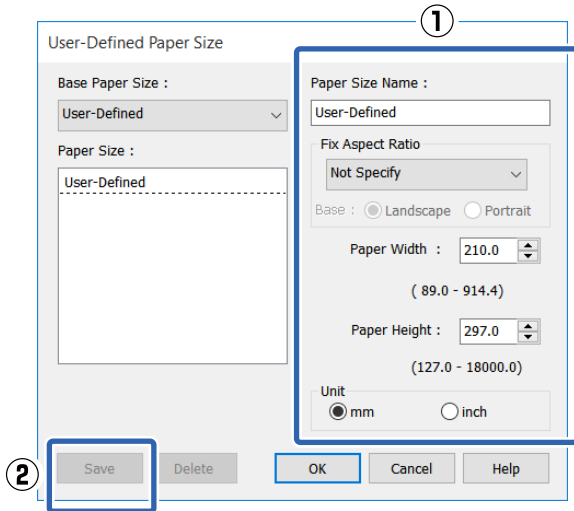 1
User-Defined Paper Size
Base Paper Size :
User-Defined
Paper Size :
User-Defined
Paper Size Name :
User-Defined
Fix Aspect Ratio
Not Specify
Base : Landscape Portrait
Paper Width : 210.0
( 89.0 - 914.4)
Paper Height : 297.0
(127.0 - 18000.0)
Unit
mm inch
2
Save Delete OK Cancel Help